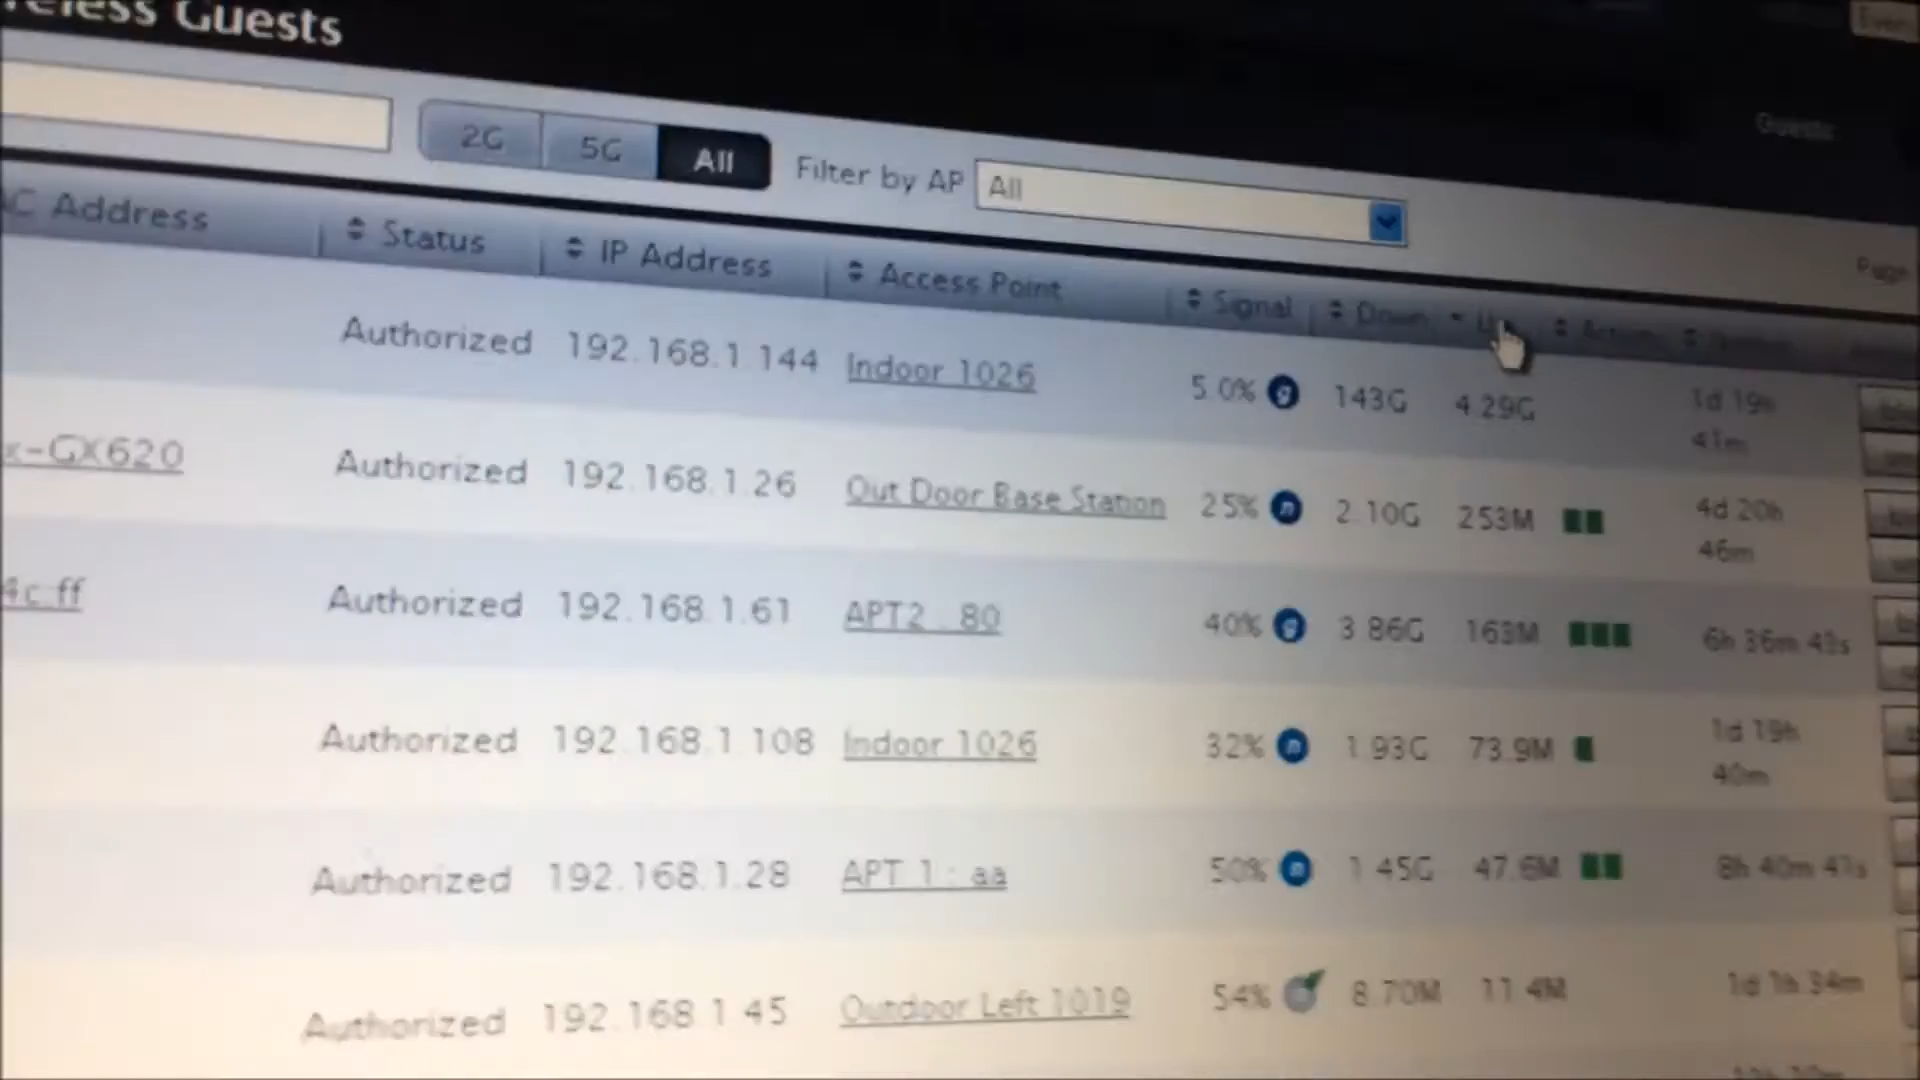 Guests
Guests
2G 5G All Filter by AP All
Page
Address Status IP Address Access Point Signal Down
Authorized 192.168.1.144 Indoor 1026 5.0% g 143G 4.29G 1d 19h
41m
x-GX620 Authorized 192.168.1.26 Out Door Base Station 25% n 2.10G 253M 4d 20h
46m
4c:ff Authorized 192.168.1.61 APT2 : 80 40% g 3.86G 163M 6h 36m 43s
Authorized 192.168.1.108 Indoor 1026 32% n 1.93G 73.9M 1d 19h
40m
Authorized 192.168.1.28 APT 1 : aa 50% n 1.45G 47.6M 8h 40m 41s
Authorized 192.168.1.45 Outdoor Left 1019 54% 8.70M 11.4M 1d 1h 34m